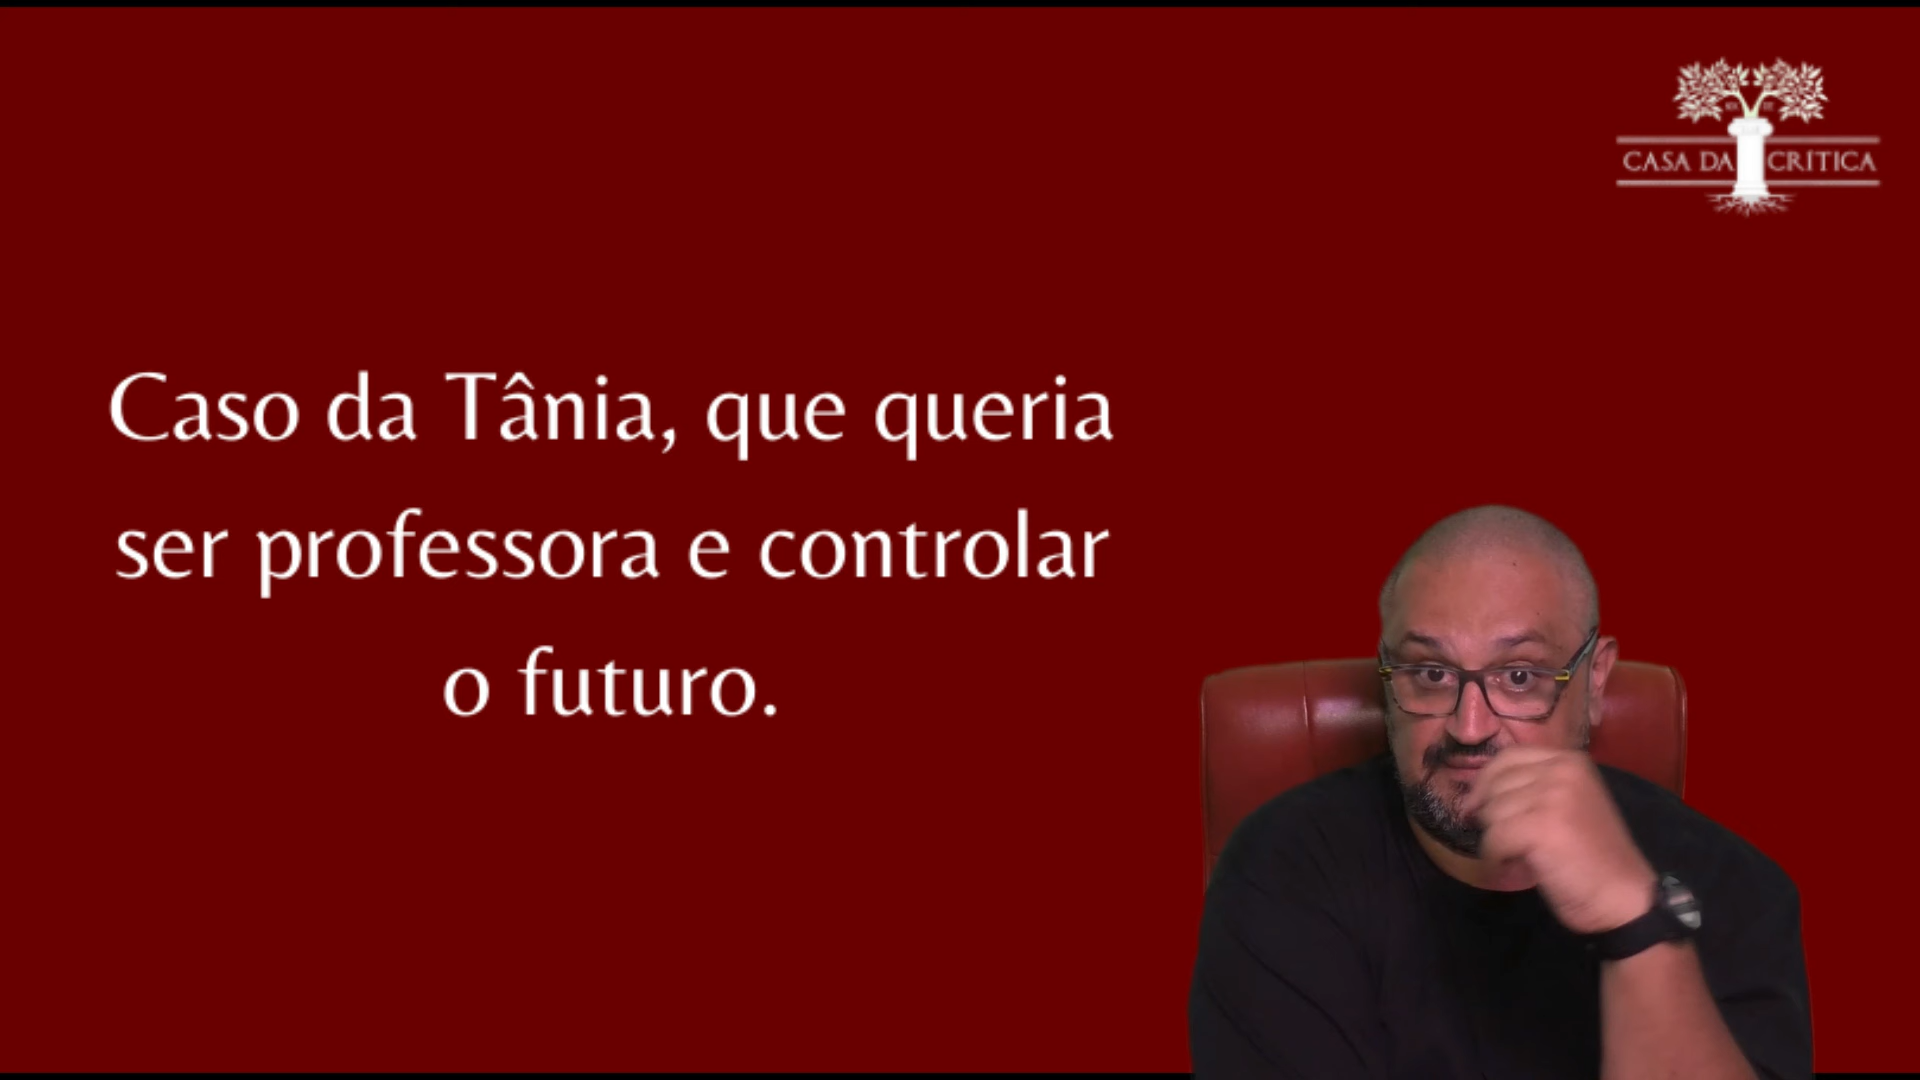 CASA DA CRÍTICA
Caso da Tânia, que queria
ser professora e controlar
o futuro.